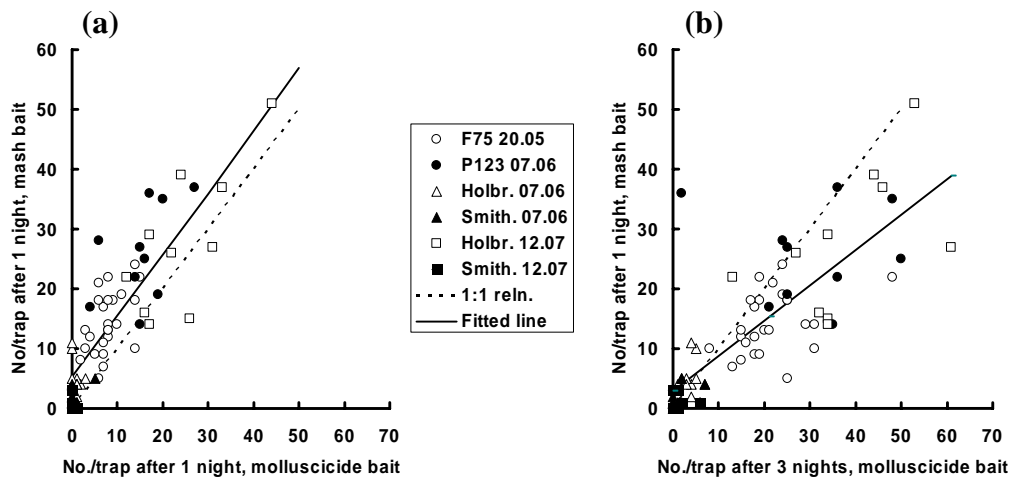 (a)
No/trap after 1 night, mash bait
60
50
40
30
20
10
0
0 10 20 30 40 50 60 70
No./trap after 1 night, molluscicide bait
F75 20.05
P123 07.06
Holbr. 07.06
Smith. 07.06
Holbr. 12.07
Smith. 12.07
1:1 reln.
Fitted line
(b)
No/trap after 1 night, mash bait
60
50
40
30
20
10
0
0 10 20 30 40 50 60 70
No./trap after 3 nights, molluscicide bait